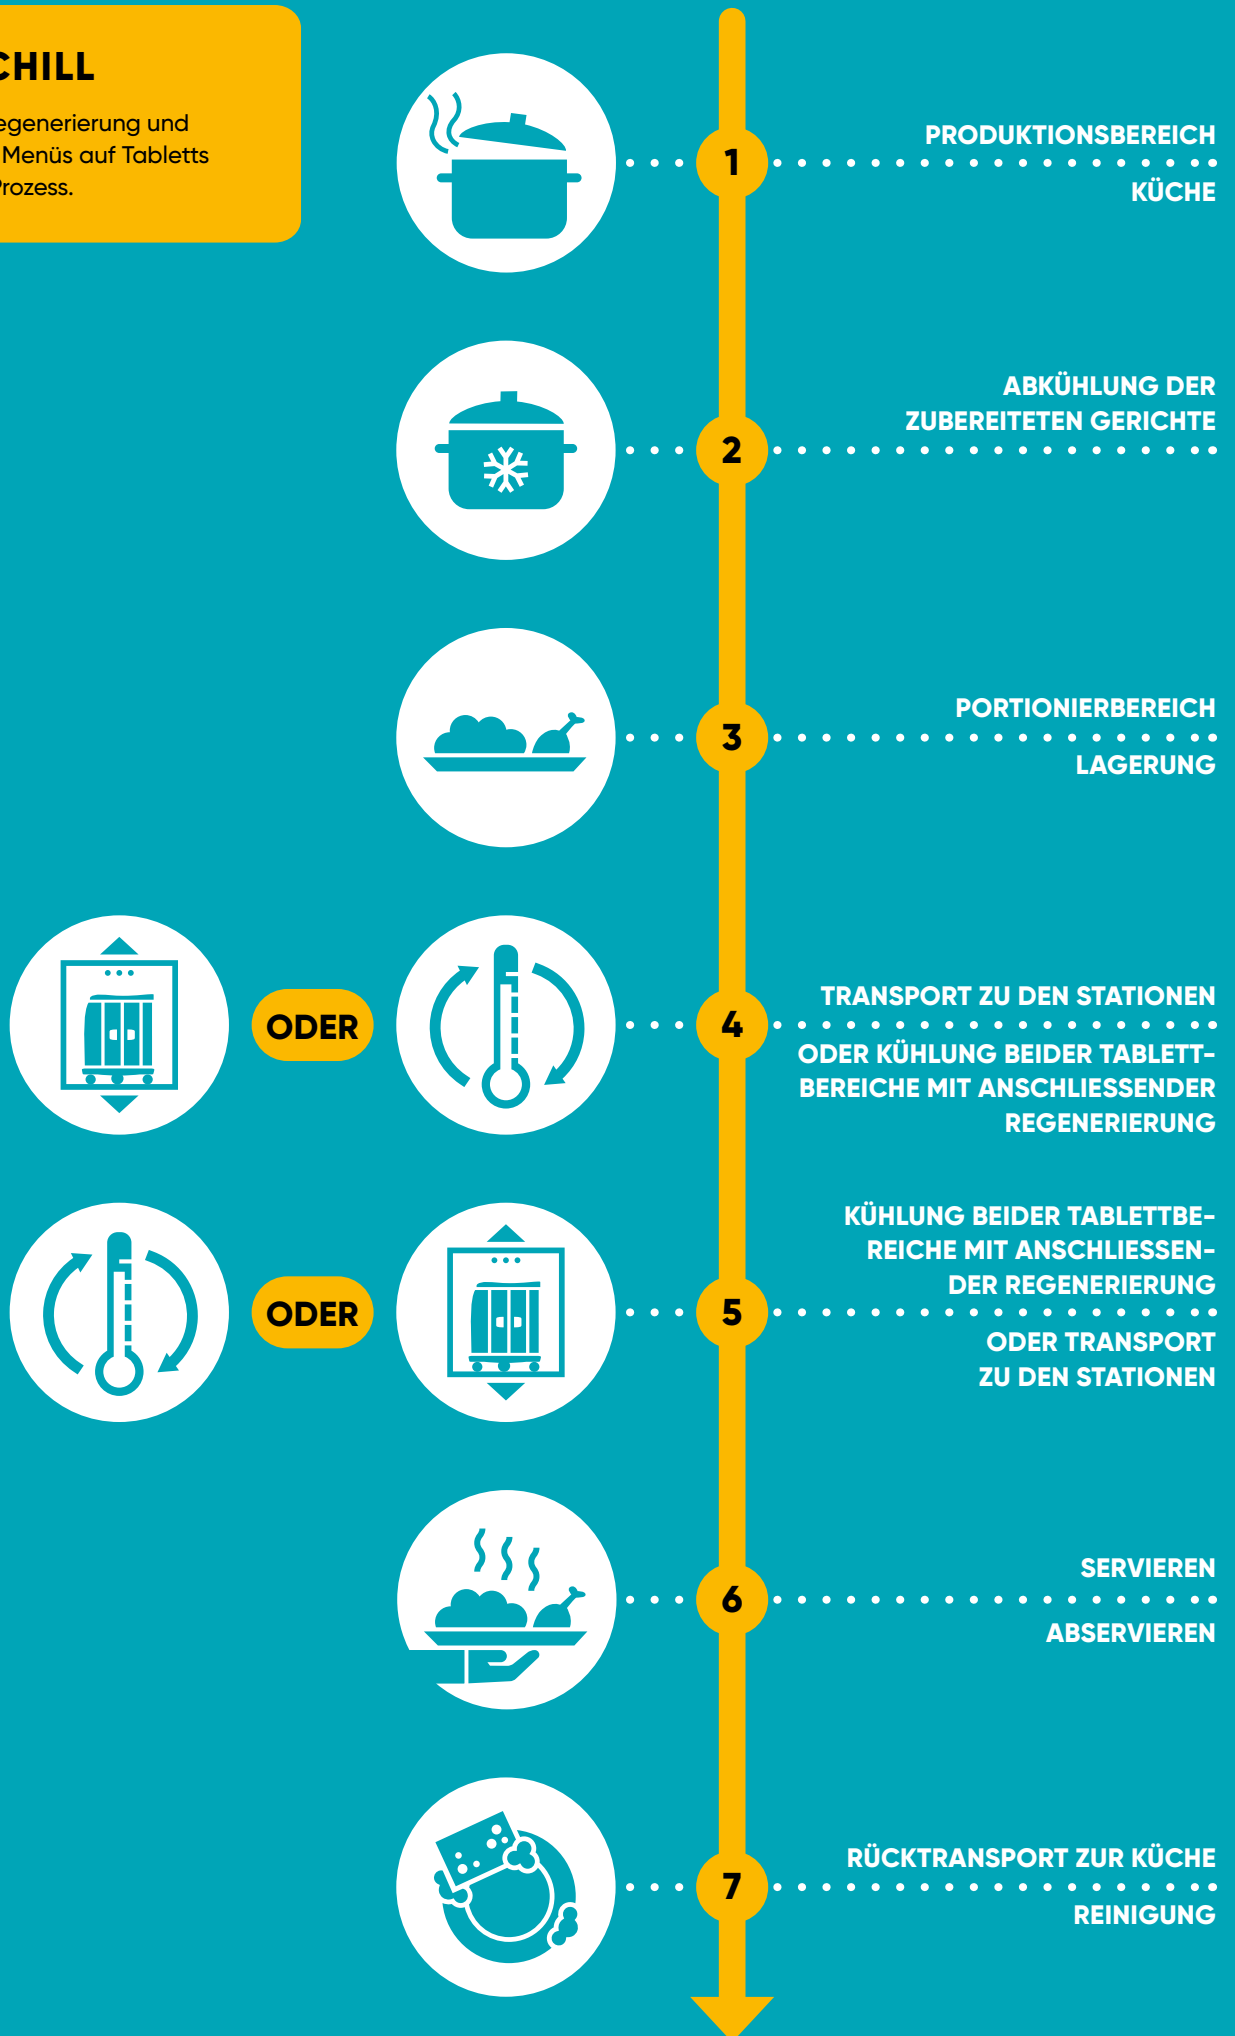 CHILL
egenerierung und
Menüs auf Tabletts
Prozess.
1
PRODUKTIONSBEREICH
KÜCHE
2
ABKÜHLUNG DER
ZUBEREITETEN GERICHTE
3
PORTIONIERBEREICH
LAGERUNG
ODER
4
TRANSPORT ZU DEN STATIONEN
ODER KÜHLUNG BEIDER TABLETT-
BEREICHE MIT ANSCHLIESSENDER
REGENERIERUNG
ODER
5
KÜHLUNG BEIDER TABLETTBE-
REICHE MIT ANSCHLIESSEN-
DER REGENERIERUNG
ODER TRANSPORT
ZU DEN STATIONEN
6
SERVIEREN
ABSERVIEREN
7
RÜCKTRANSPORT ZUR KÜCHE
REINIGUNG